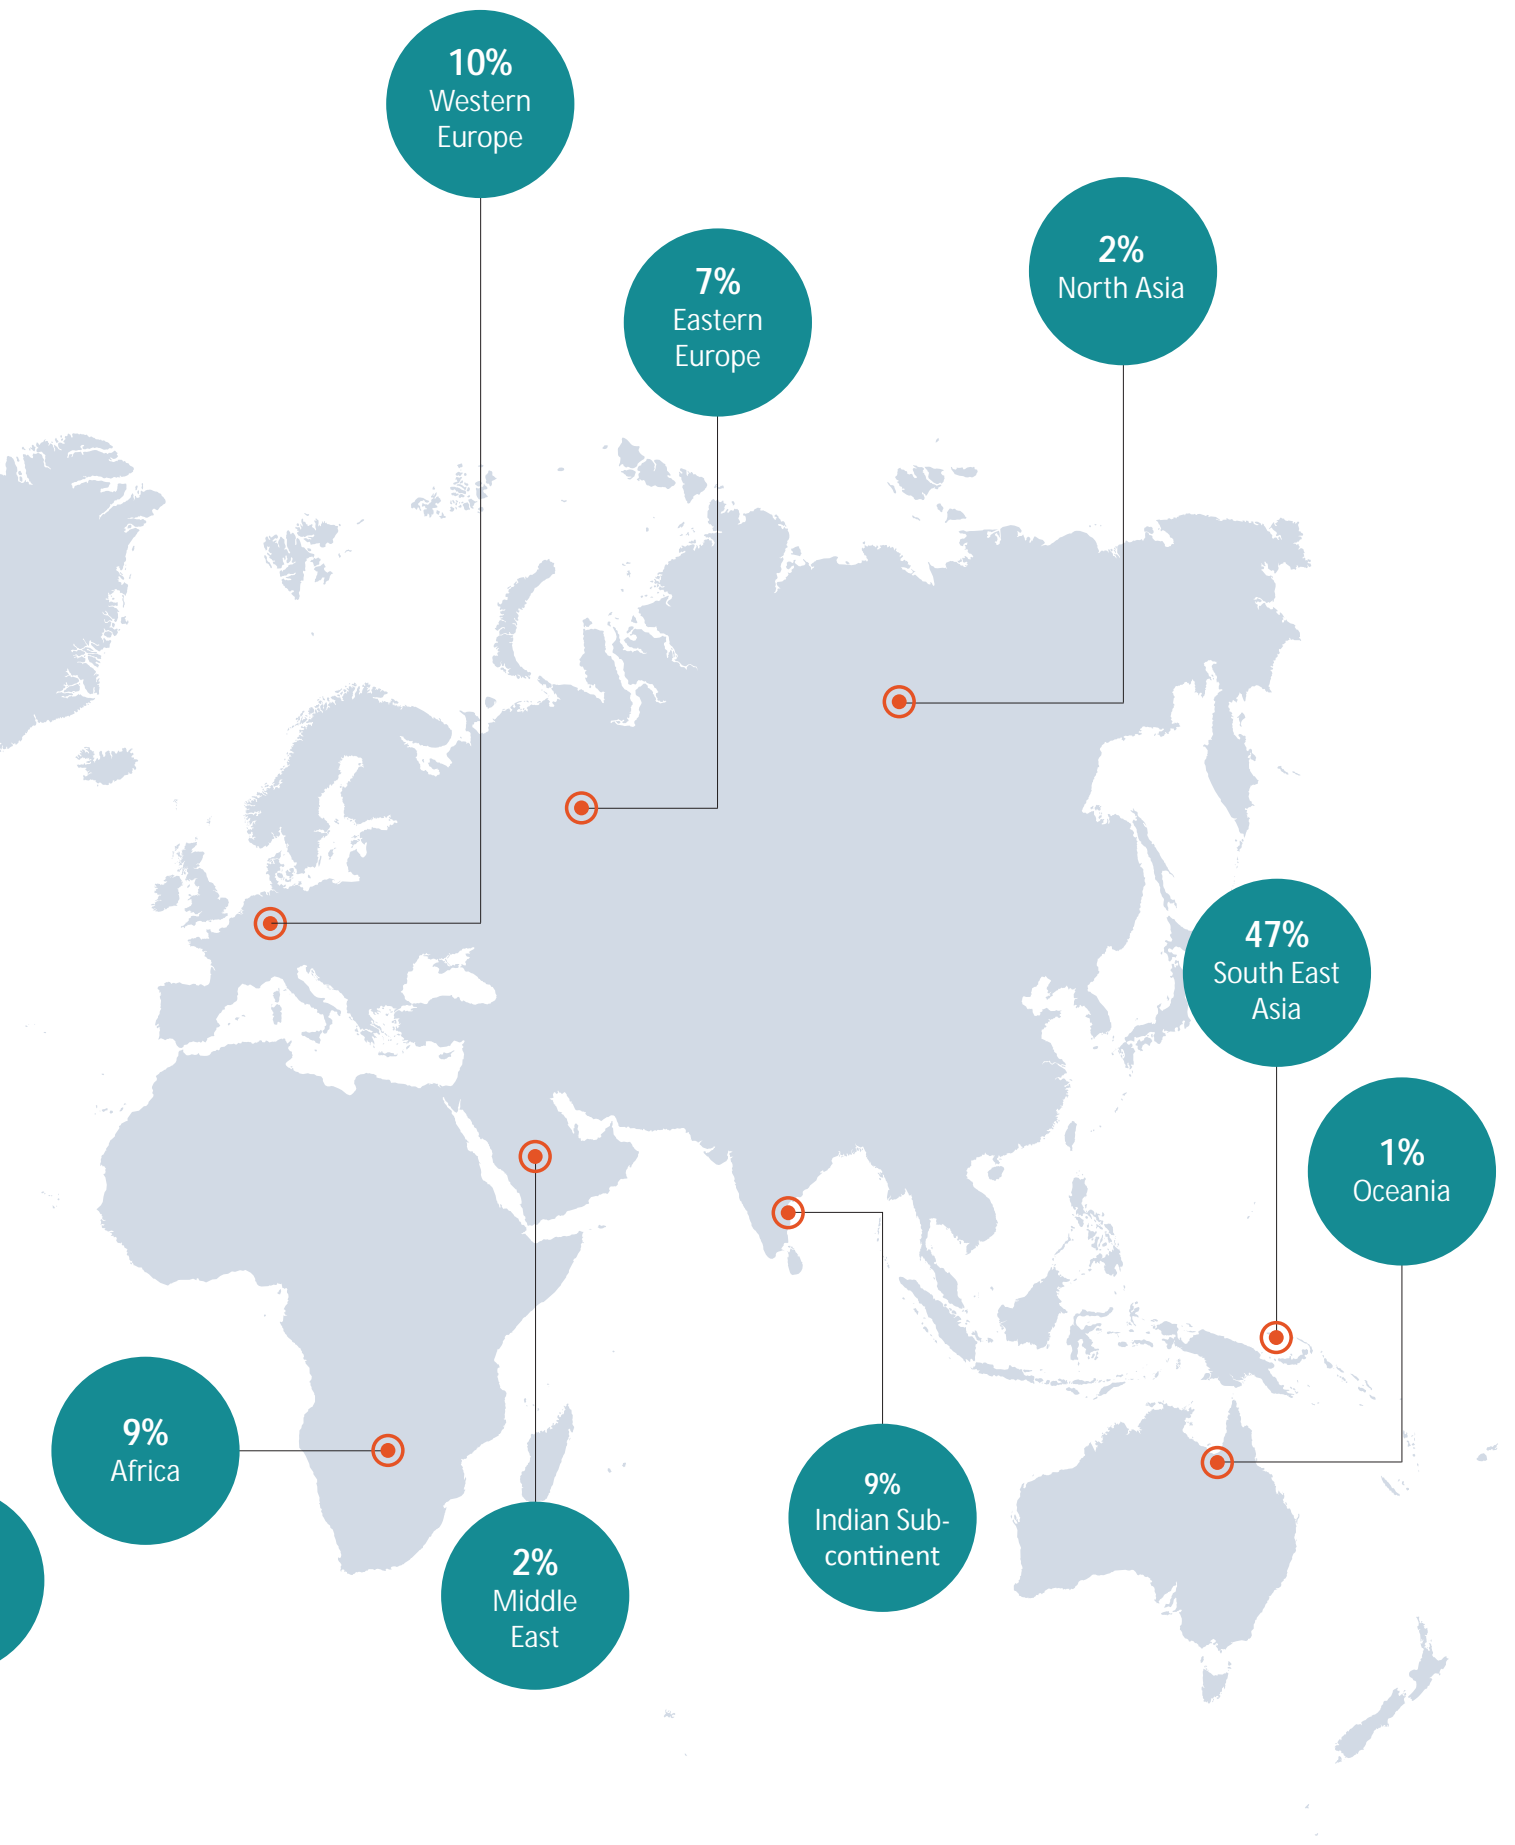 10%
Western
Europe
7%
Eastern
Europe
2%
North Asia
47%
South East
Asia
1%
Oceania
9%
Africa
2%
Middle
East
9%
Indian Sub-
continent